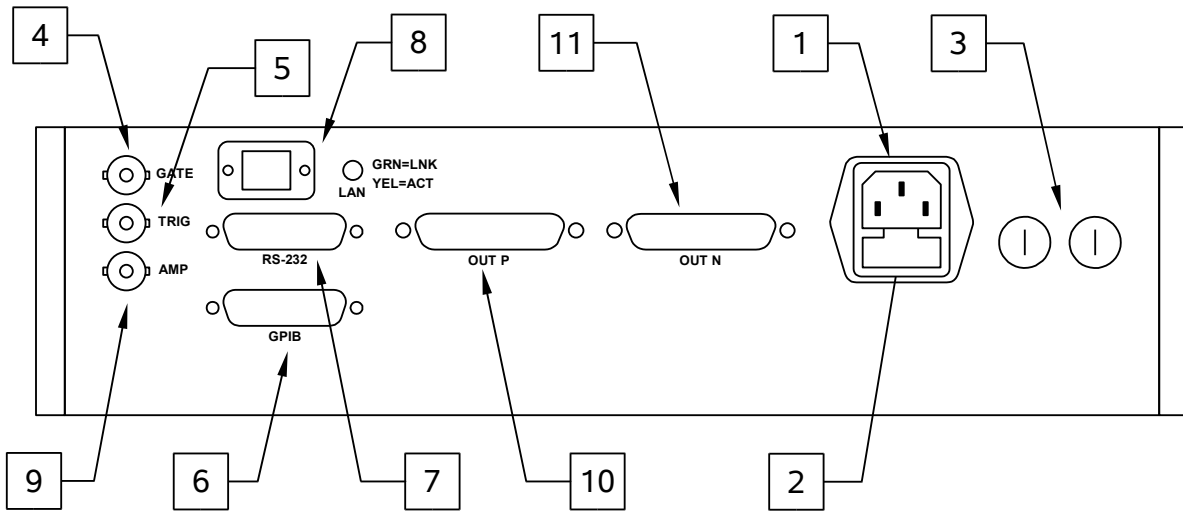 4
5
8
11
1
3
GATE
GRN=LNK
YEL=ACT
LAN
TRIG
RS-232
OUT P
OUT N
AMP
GPIB
9
6
7
10
2